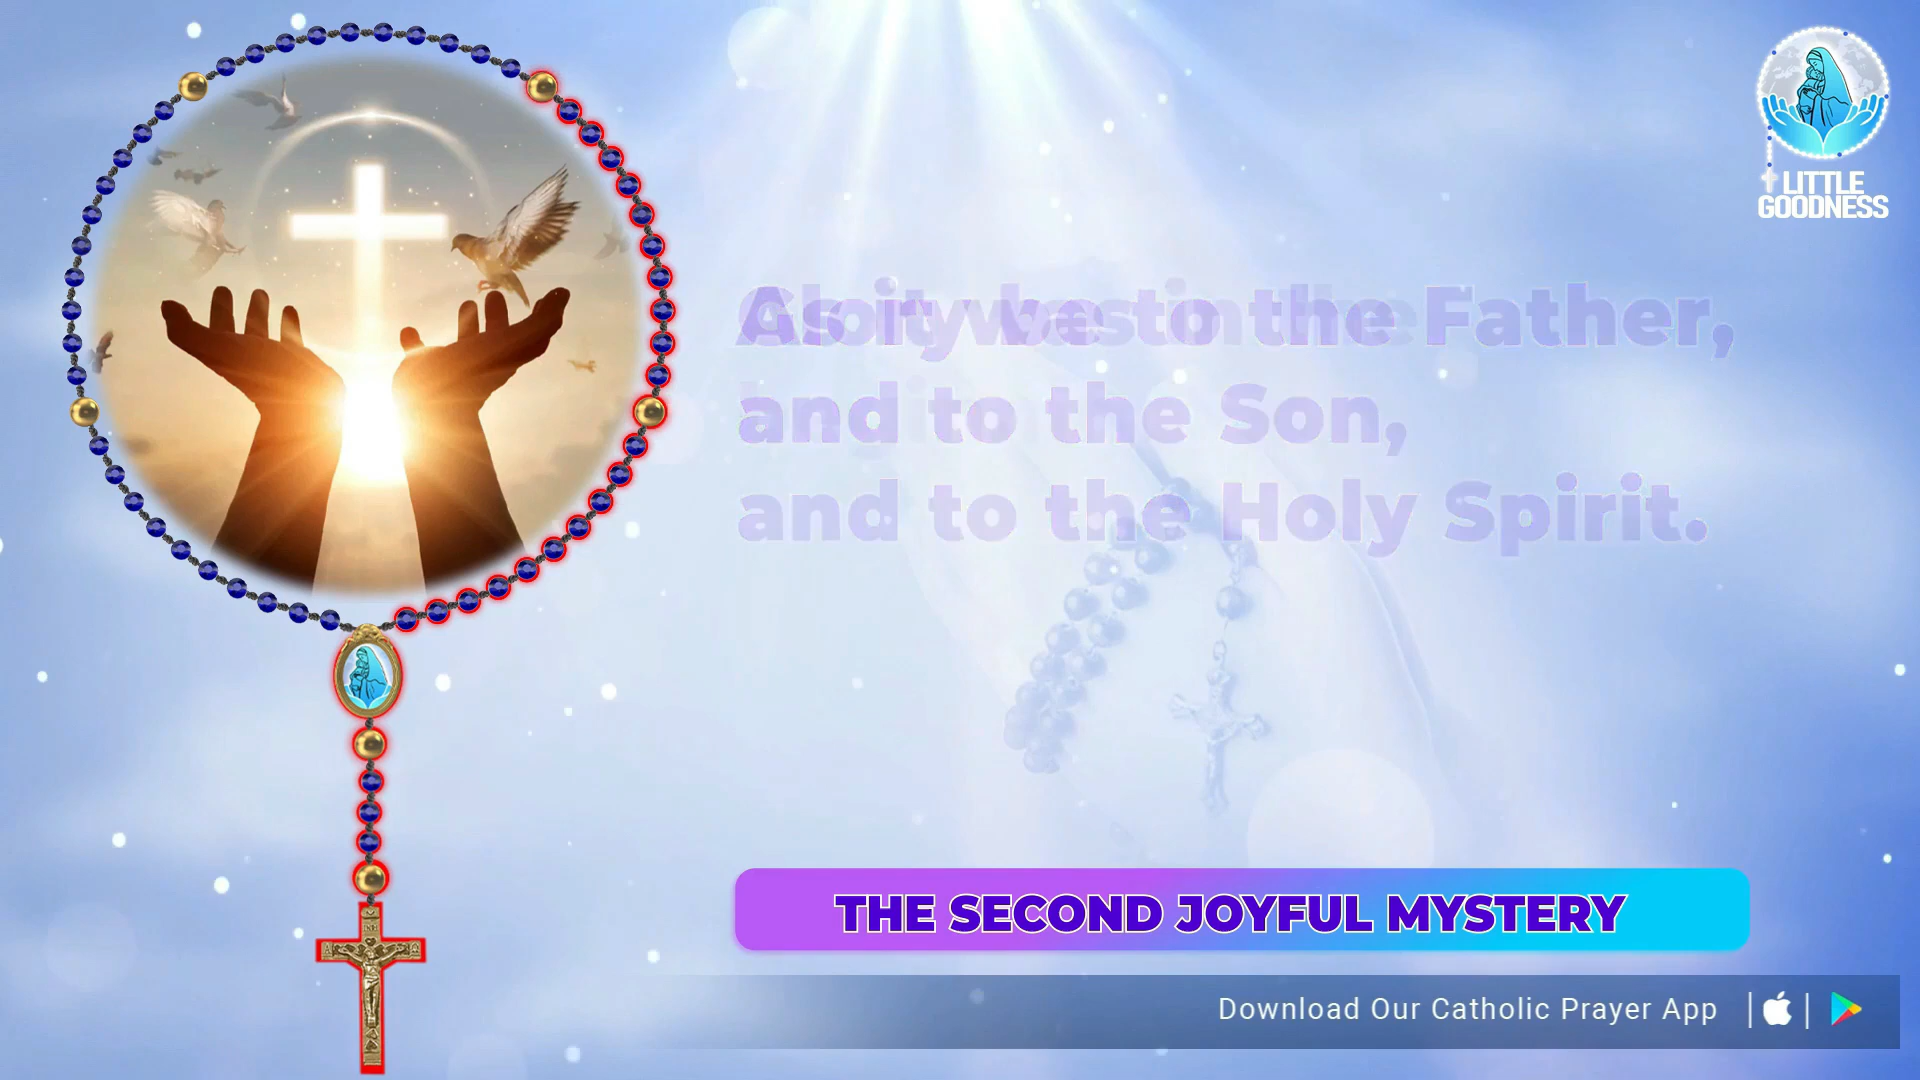 LITTLE
GOODNESS
Glory be to the Father,
and to the Son,
and to the Holy Spirit.
THE SECOND JOYFUL MYSTERY
Download Our Catholic Prayer App